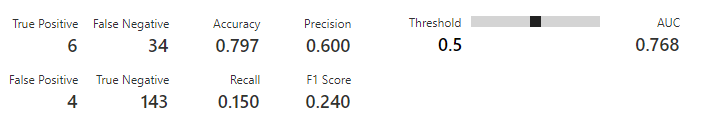 True Positive False Negative Accuracy Precision Threshold AUC
6 34 0.797 0.600 0.5 0.768
False Positive True Negative Recall F1 Score
4 143 0.150 0.240